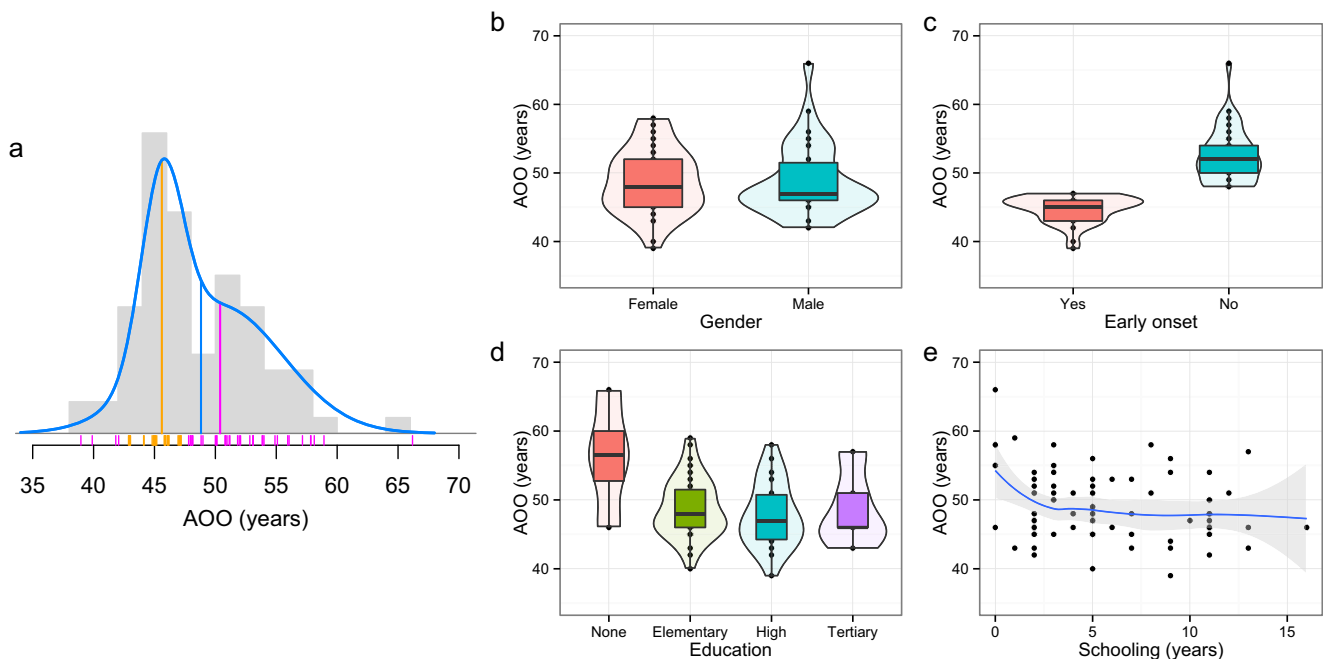 a
35 40 45 50 55 60 65 70
AOO (years)
b
70
60
50
40
AOO (years)
Female Male
Gender
c
70
60
50
40
AOO (years)
Yes No
Early onset
d
70
60
50
40
AOO (years)
None Elementary High Tertiary
Education
e
70
60
50
40
AOO (years)
0 5 10 15
Schooling (years)